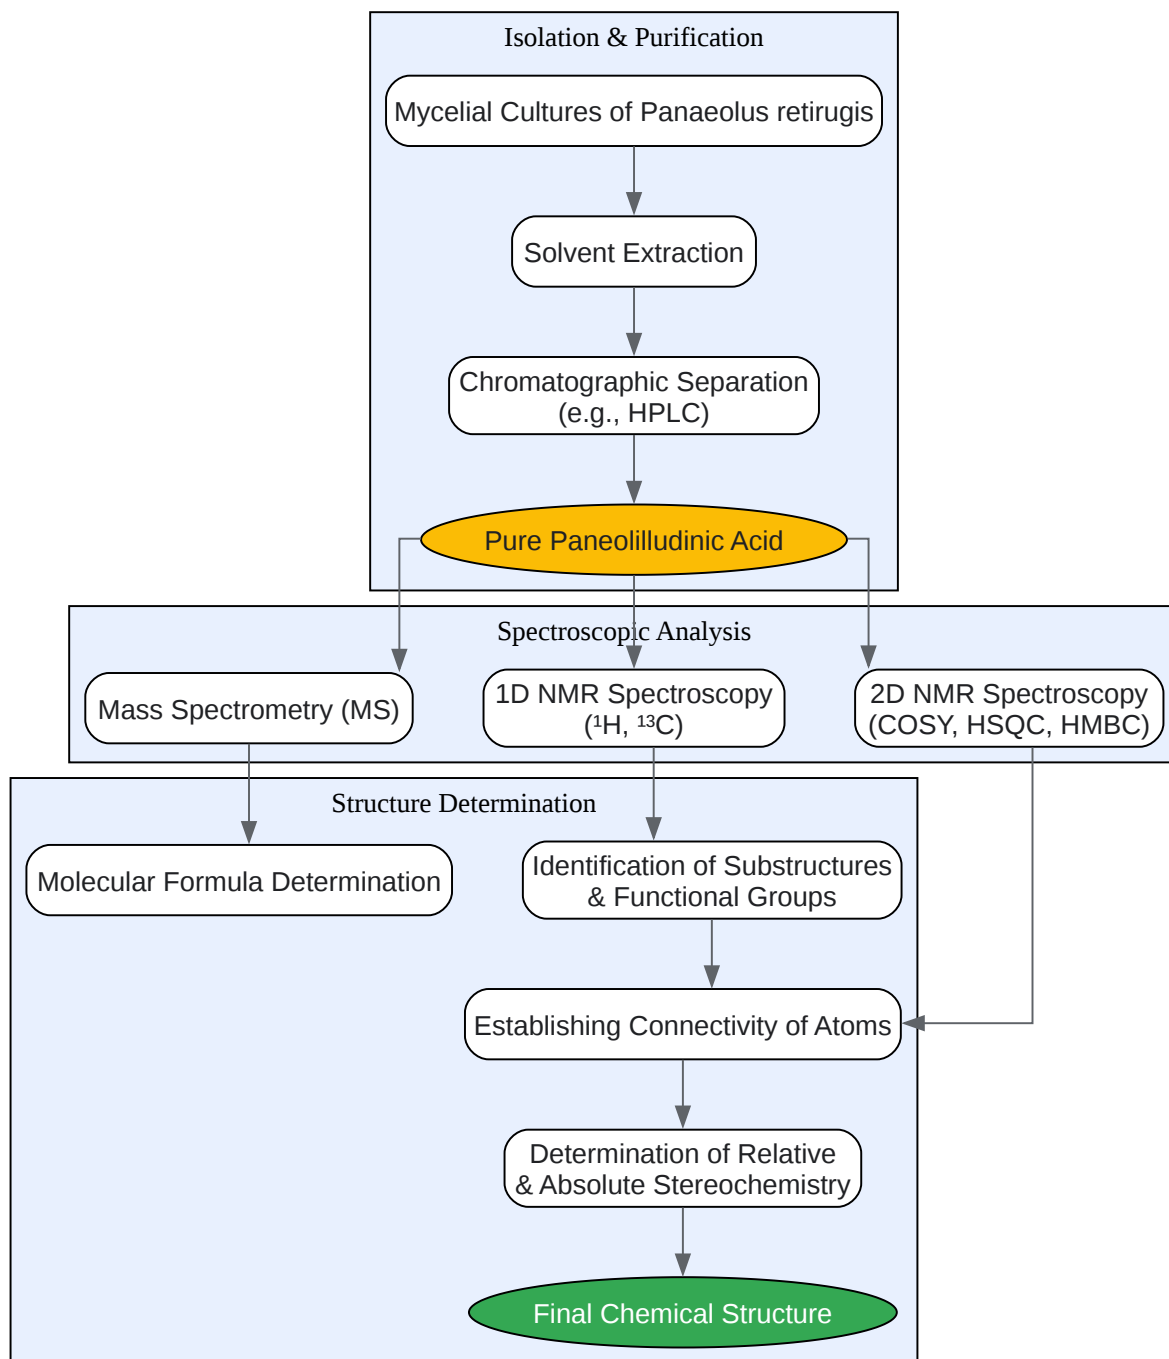 Isolation & Purification
Mycelial Cultures of Panaeolus retirugis
Solvent Extraction
Chromatographic Separation
(e.g., HPLC)
Pure Paneolilludinic Acid
Spectroscopic Analysis
Mass Spectrometry (MS)
1D NMR Spectroscopy
(¹H, ¹³C)
2D NMR Spectroscopy
(COSY, HSQC, HMBC)
Structure Determination
Molecular Formula Determination
Identification of Substructures
& Functional Groups
Establishing Connectivity of Atoms
Determination of Relative
& Absolute Stereochemistry
Final Chemical Structure